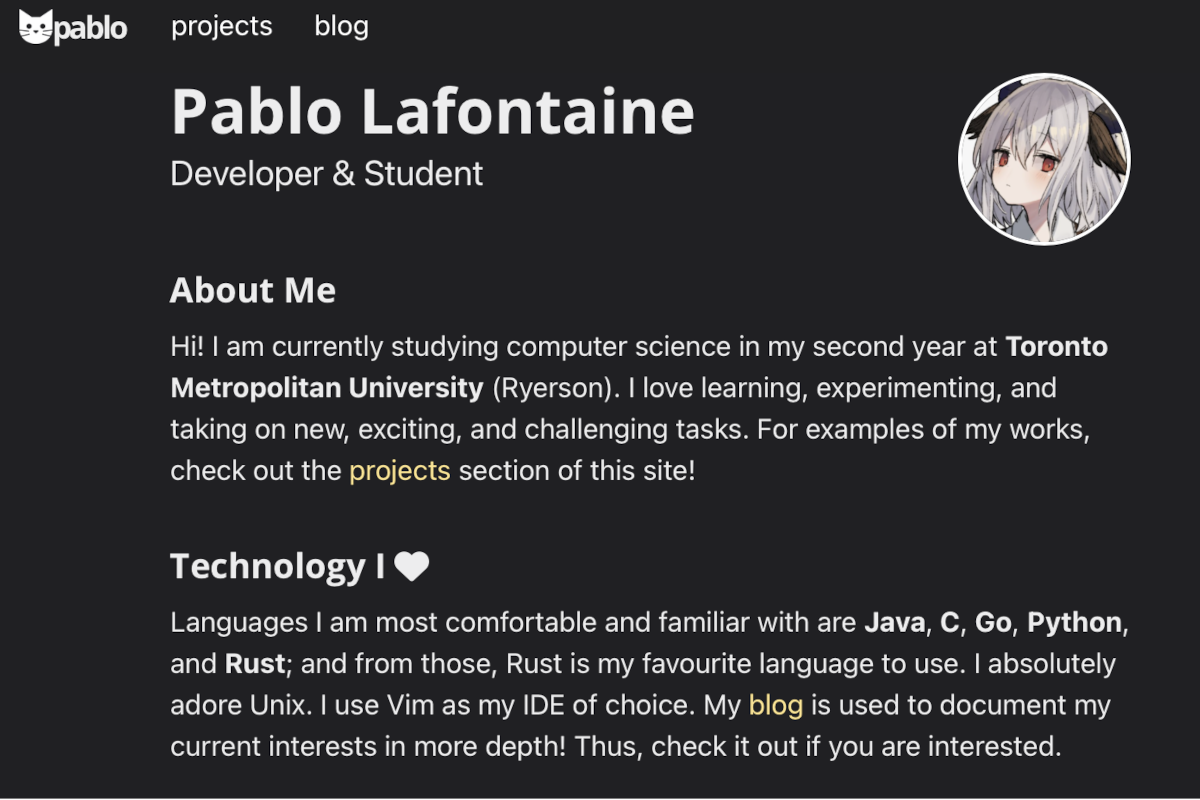 pablo projects blog
Pablo Lafontaine
Developer & Student
About Me
Hi! I am currently studying computer science in my second year at Toronto
Metropolitan University (Ryerson). I love learning, experimenting, and
taking on new, exciting, and challenging tasks. For examples of my works,
check out the projects section of this site!
Technology I
Languages I am most comfortable and familiar with are Java, C, Go, Python,
and Rust; and from those, Rust is my favourite language to use. I absolutely
adore Unix. I use Vim as my IDE of choice. My blog is used to document my
current interests in more depth! Thus, check it out if you are interested.